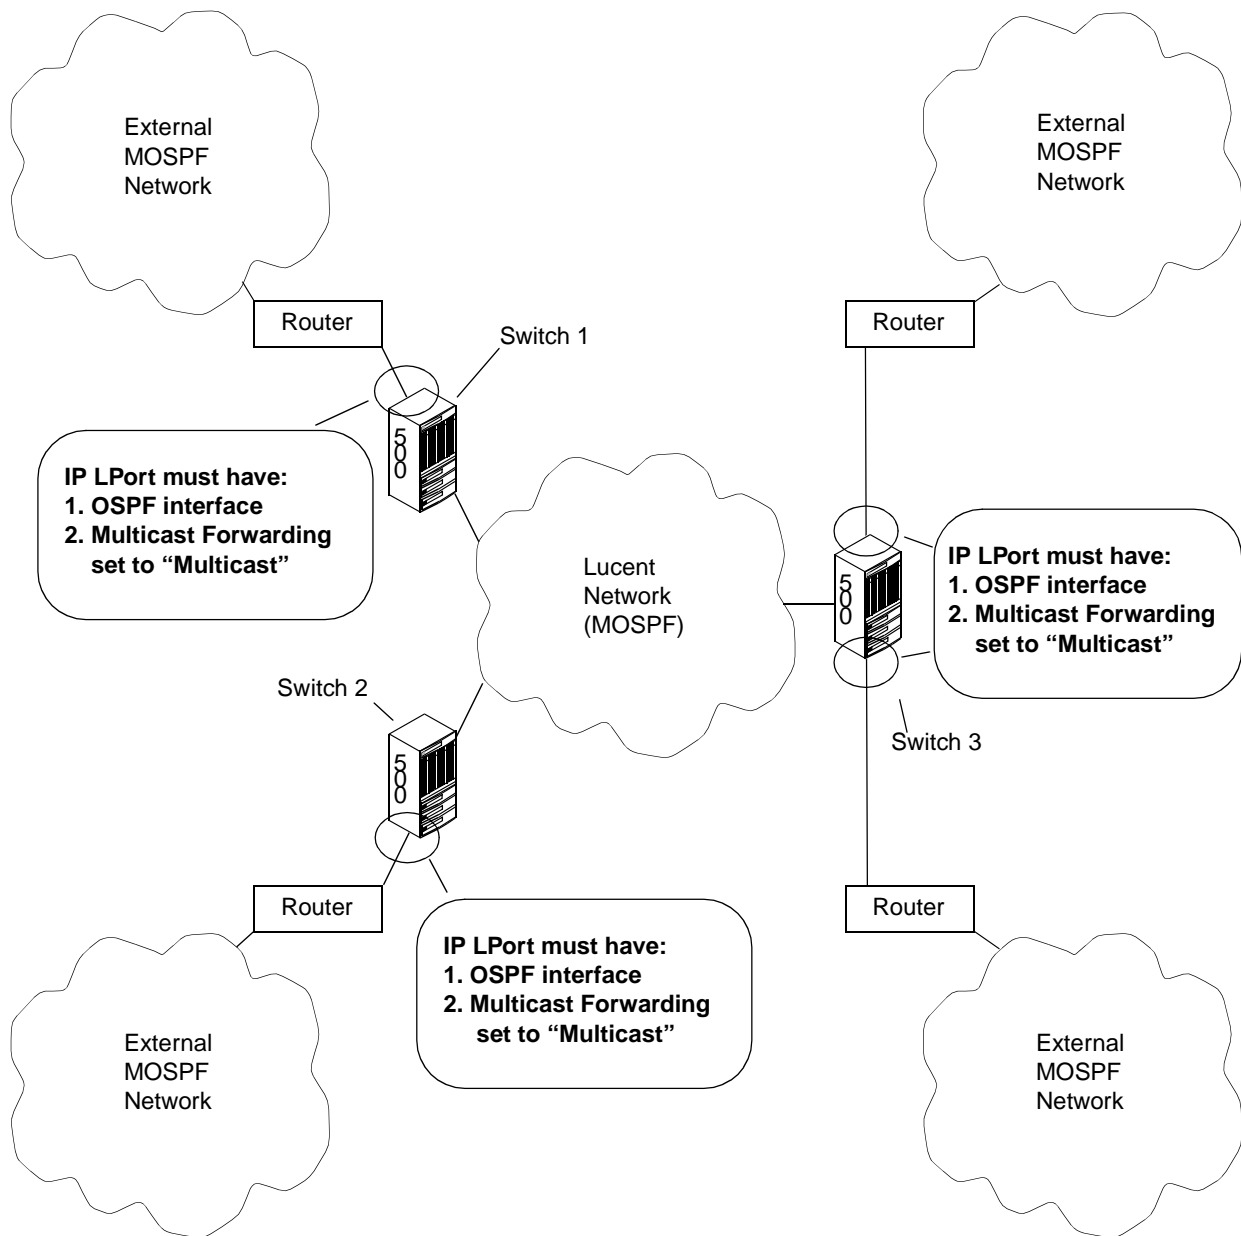 External
MOSPF
Network
External
MOSPF
Network
Router
Router
Switch 1
500
IP LPort must have:
1. OSPF interface
2. Multicast Forwarding
set to “Multicast”
Lucent
Network
(MOSPF)
500
IP LPort must have:
1. OSPF interface
2. Multicast Forwarding
set to “Multicast”
Switch 2
Switch 3
500
Router
Router
IP LPort must have:
1. OSPF interface
2. Multicast Forwarding
set to “Multicast”
External
MOSPF
Network
External
MOSPF
Network